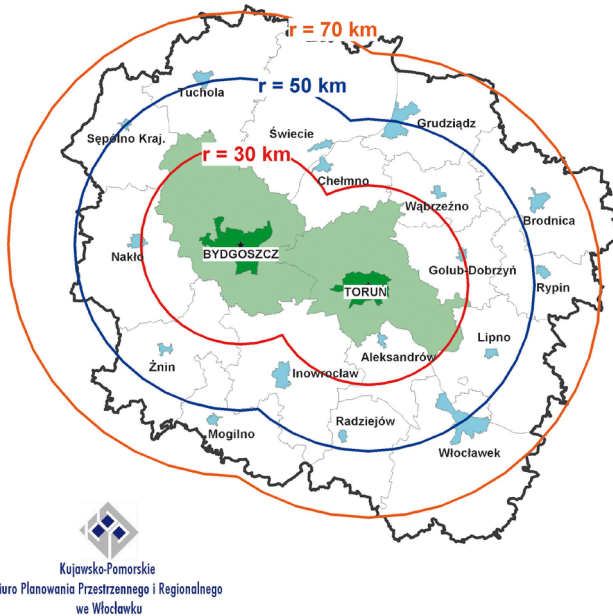 r = 70 km
r = 50 km
Tuchola
Grudziądz
Świecie
Sępólno Kraj.
r = 30 km
Chełmno
Wąbrzeźno
Brodnica
Nakło
BYDGOSZCZ
Golub-Dobrzyń
Rypin
TORUŃ
Lipno
Aleksandrów
Żnin
Inowrocław
Radziejów
Mogilno
Włocławek
Kujawsko-Pomorskie
iuro Planowania Przestrzennego i Regionalnego
we Włocławku